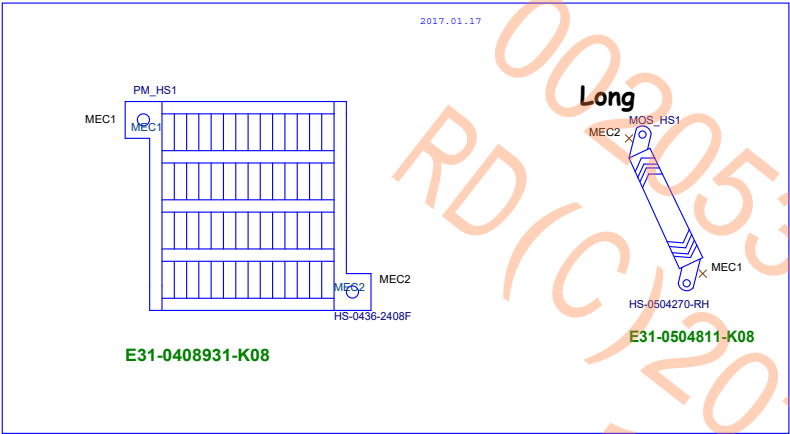 2017.01.17
PM_HS1
MEC1
MEC1
MEC2
MEC2
HS-0436-2408F
E31-0408931-K08
Long
MOS_HS1
MEC2
MEC1
HS-0504270-RH
E31-0504811-K08
0020053
RD(C)20